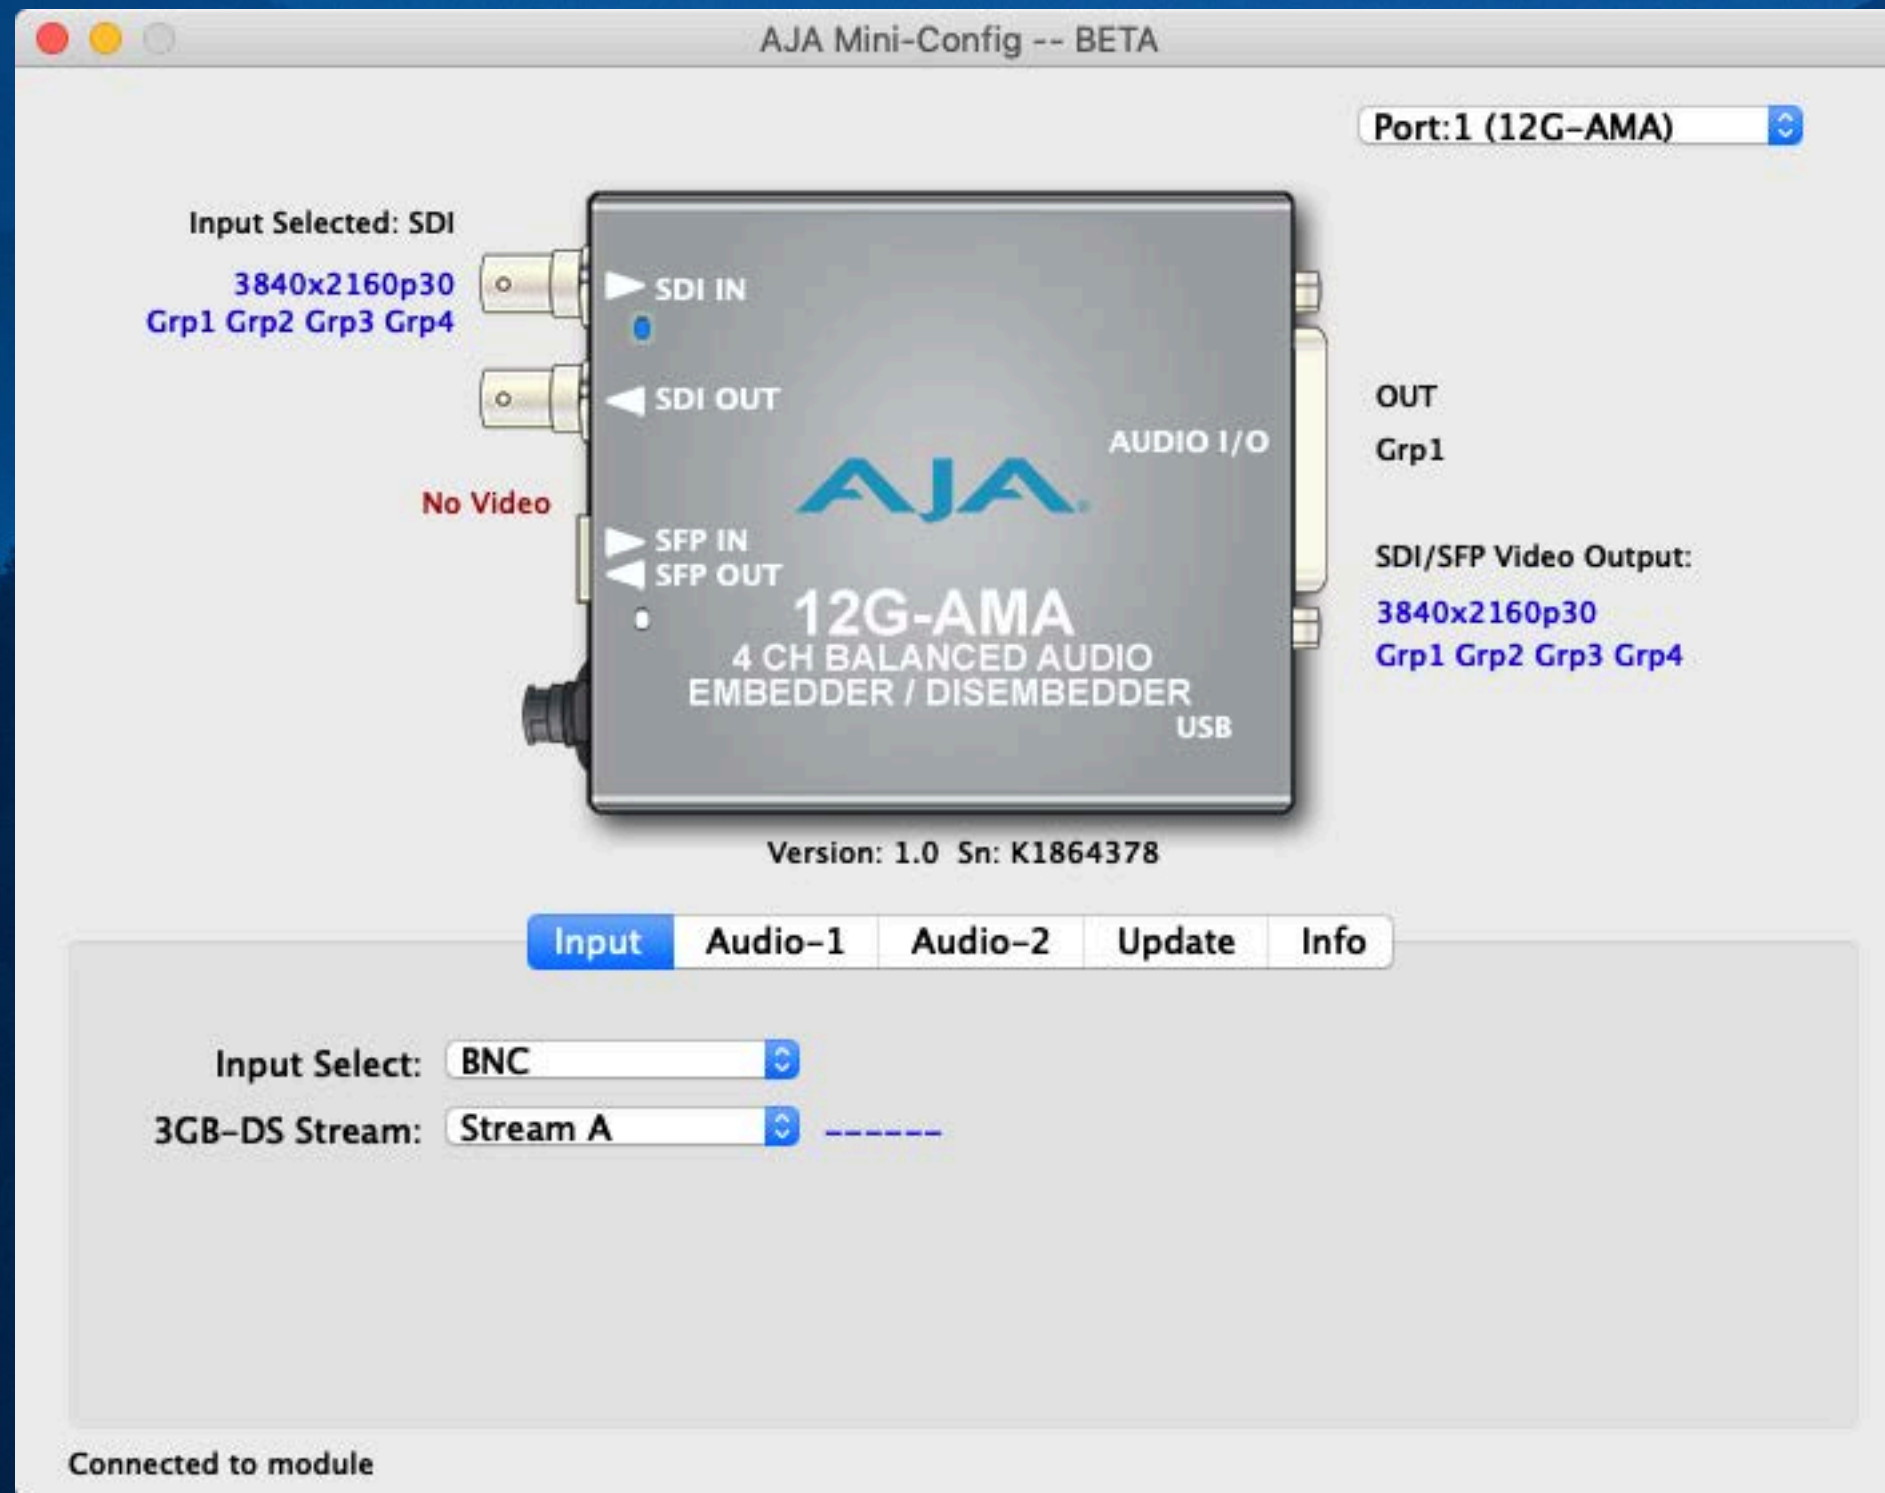 AJA Mini-Config -- BETA
Port:1 (12G-AMA)
Input Selected: SDI
3840x2160p30
Grp1 Grp2 Grp3 Grp4
SDI IN
SDI OUT
No Video
SFP IN
SFP OUT
AUDIO I/O
AJA
12G-AMA
4 CH BALANCED AUDIO
EMBEDDER / DISEMBEDDER
USB
OUT
Grp1
SDI/SFP Video Output:
3840x2160p30
Grp1 Grp2 Grp3 Grp4
Version: 1.0 Sn: K1864378
Input Audio-1 Audio-2 Update Info
Input Select: BNC
3GB-DS Stream: Stream A ------
Connected to module